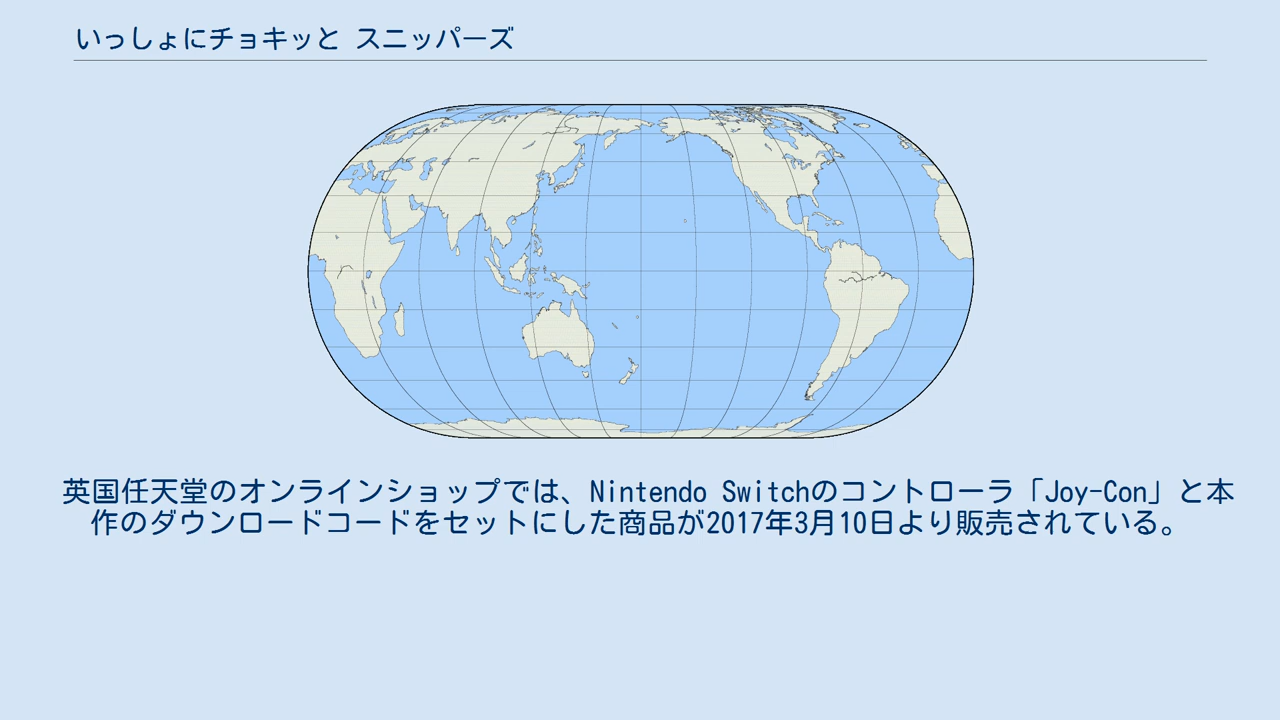 いっしょにチョキッと スニッパーズ
英国任天堂のオンラインショップでは、Nintendo Switchのコントローラ「Joy-Con」と本
作のダウンロードコードをセットにした商品が2017年3月10日より販売されている。